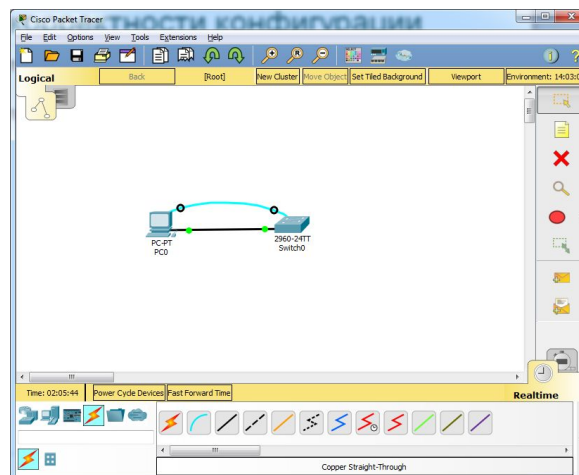 конфигурации
Cisco Packet Tracer
File Edit Options View Tools Extensions Help
Logical Back [Root] New Cluster Move Object Set Tiled Background Viewport Environment: 14:03:0
PC-PT
PC0
2960-24TT
Switch0
Time: 02:05:44 Power Cycle Devices Fast Forward Time Realtime
Copper Straight-Through